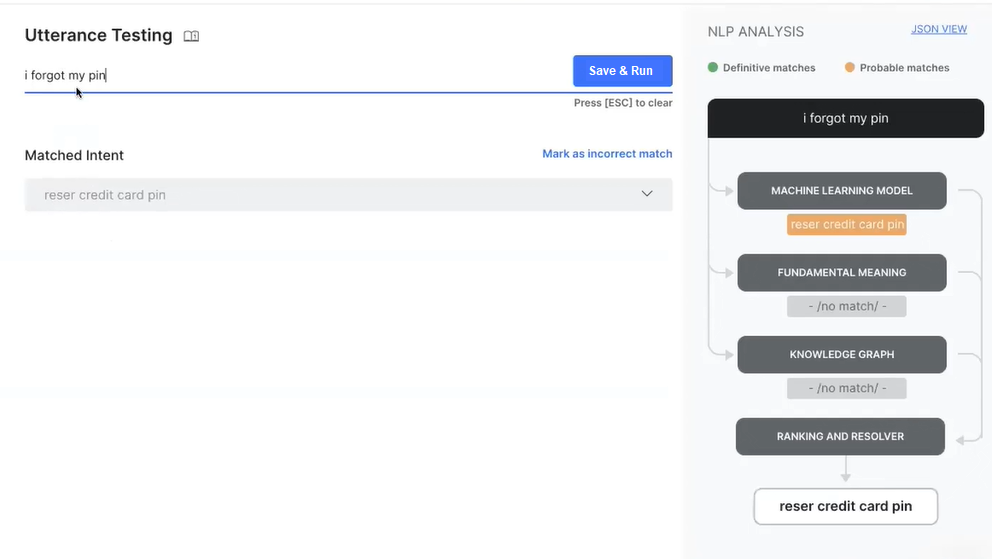 Utterance Testing
i forgot my pin
Save & Run
Press [ESC] to clear
Matched Intent
Mark as incorrect match
reser credit card pin
NLP ANALYSIS
JSON VIEW
Definitive matches
Probable matches
i forgot my pin
MACHINE LEARNING MODEL
reser credit card pin
FUNDAMENTAL MEANING
- /no match/ -
KNOWLEDGE GRAPH
- /no match/ -
RANKING AND RESOLVER
reser credit card pin